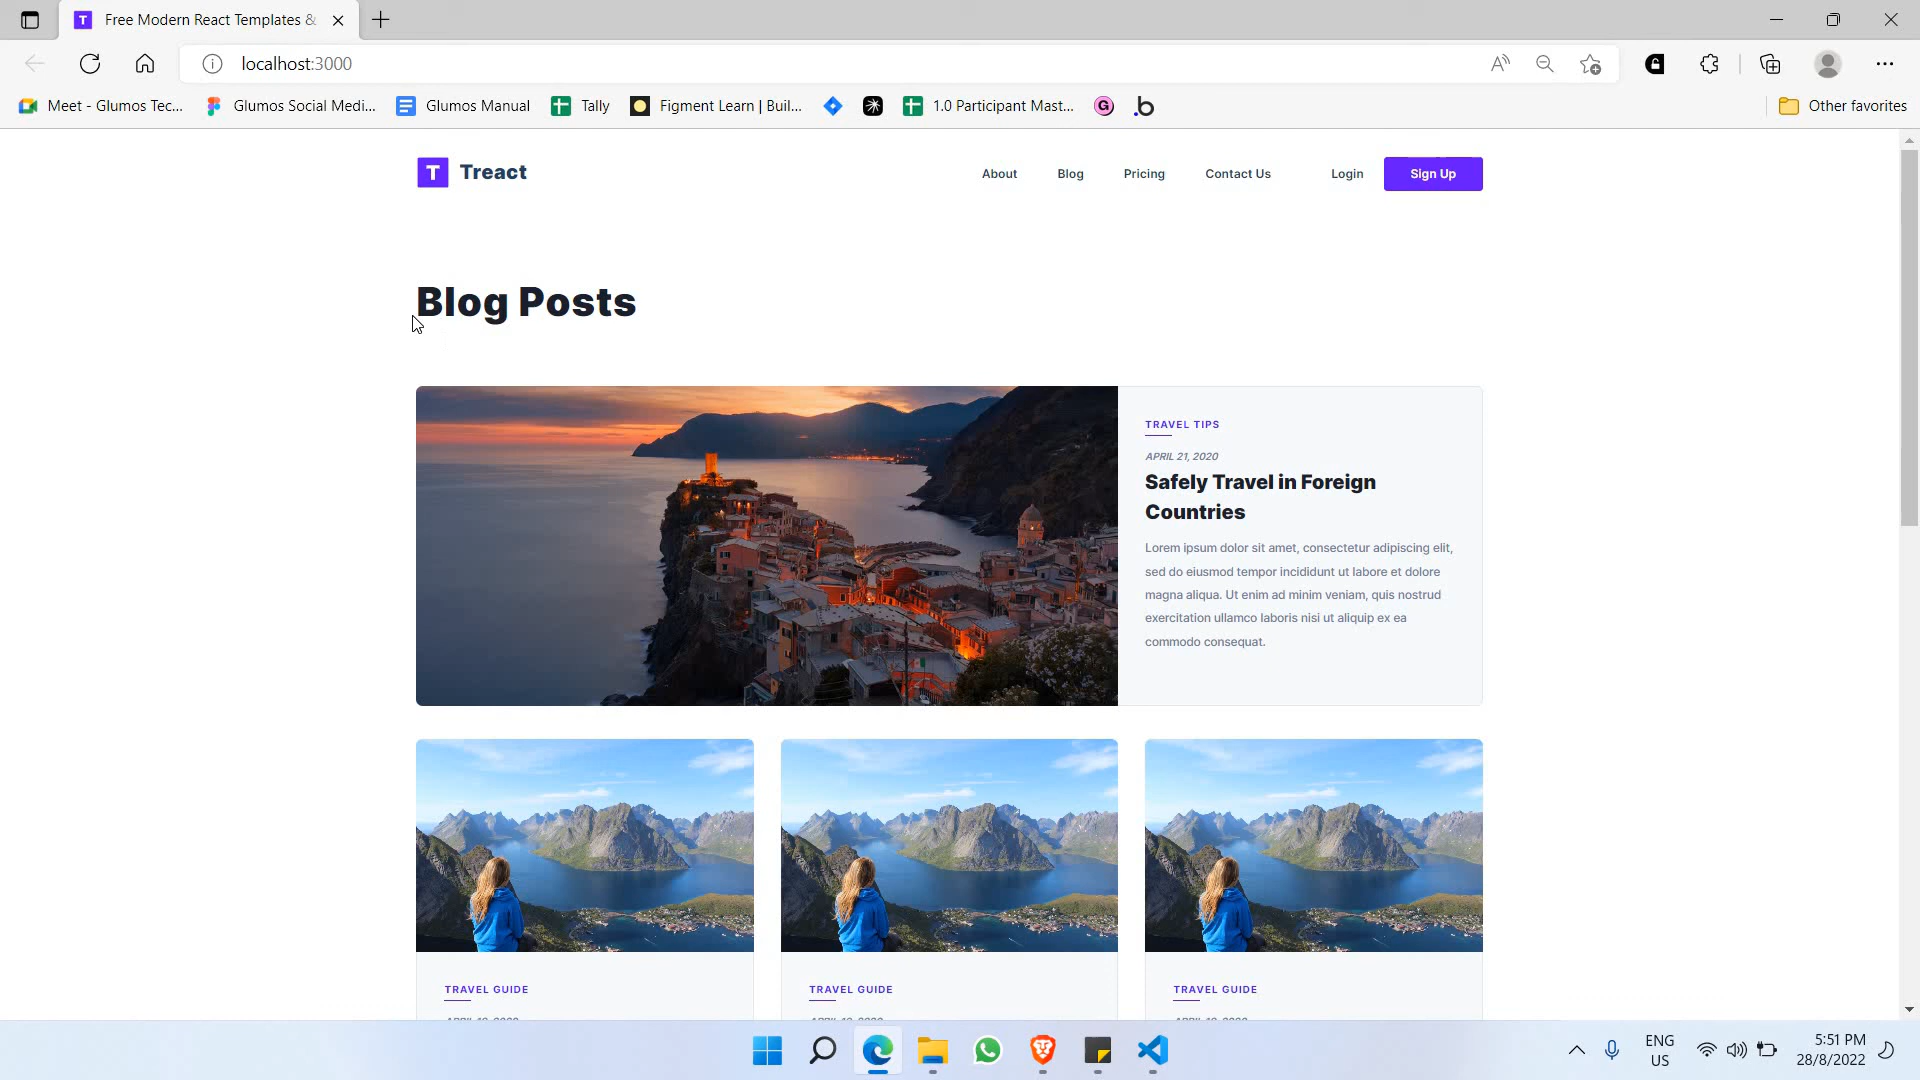 Free Modern React Templates &
localhost:3000
Meet - Glumos Tec... Glumos Social Medi... Glumos Manual Tally Figment Learn | Buil... 1.0 Participant Mast... G .b Other favorites
T Treact About Blog Pricing Contact Us Login Sign Up
Blog Posts
TRAVEL TIPS
APRIL 21, 2020
Safely Travel in Foreign
Countries
Lorem ipsum dolor sit amet, consectetur adipiscing elit,
sed do eiusmod tempor incididunt ut labore et dolore
magna aliqua. Ut enim ad minim veniam, quis nostrud
exercitation ullamco laboris nisi ut aliquip ex ea
commodo consequat.
TRAVEL GUIDE TRAVEL GUIDE TRAVEL GUIDE
ENG
US
5:51 PM
28/8/2022